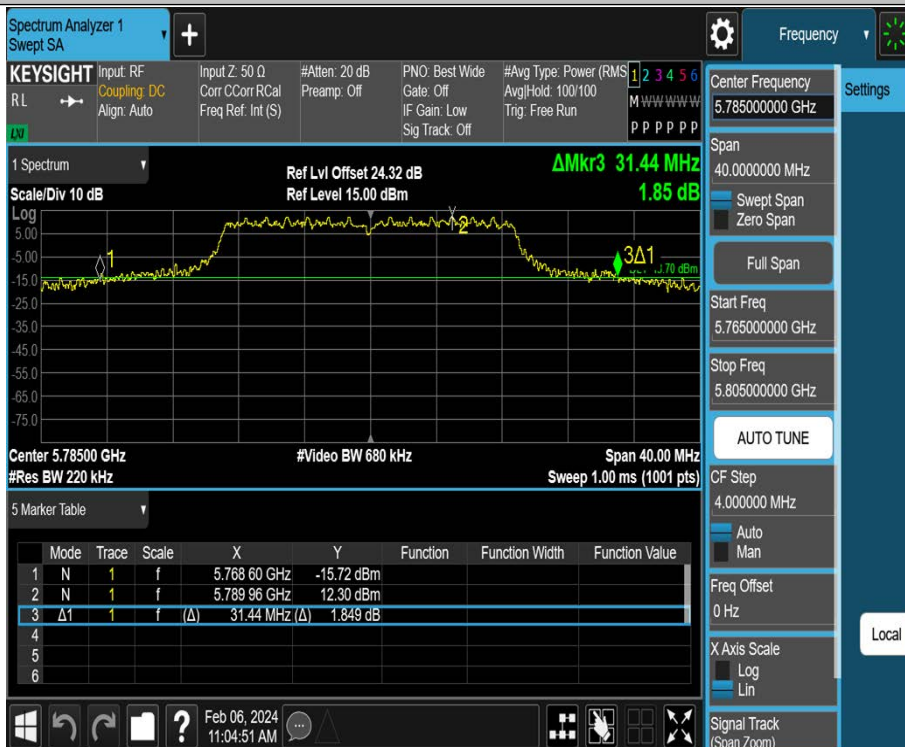 Spectrum Analyzer 1
Swept SA
+
Frequency
KEYSIGHT
RL
LXI
Input: RF
Coupling: DC
Align: Auto
Input Z: 50 Ω
Corr CCorr RCal
Freq Ref: Int (S)
#Atten: 20 dB
Preamp: Off
PNO: Best Wide
Gate: Off
IF Gain: Low
Sig Track: Off
#Avg Type: Power (RMS
Avg|Hold: 100/100
Trig: Free Run
1 2 3 4 5 6
M W W W W W
P P P P P P
Center Frequency
5.785000000 GHz
Settings
1 Spectrum
Ref Lvl Offset 24.32 dB
ΔMkr3 31.44 MHz
Scale/Div 10 dB
Ref Level 15.00 dBm
1.85 dB
Log
5.00
-5.00
-15.0
-25.0
-35.0
-45.0
-55.0
-65.0
-75.0
1
2
3Δ1
dBm
Center 5.78500 GHz
#Video BW 680 kHz
Span 40.00 MHz
#Res BW 220 kHz
Sweep 1.00 ms (1001 pts)
Span
40.0000000 MHz
Swept Span
Zero Span
Full Span
Start Freq
5.765000000 GHz
Stop Freq
5.805000000 GHz
AUTO TUNE
CF Step
4.000000 MHz
Auto
Man
Freq Offset
0 Hz
X Axis Scale
Log
Lin
Signal Track
(Span Zoom)
Local
5 Marker Table
Mode Trace Scale X Y Function Function Width Function Value
1 N 1 f 5.768 60 GHz -15.72 dBm
2 N 1 f 5.789 96 GHz 12.30 dBm
3 Δ1 1 f (Δ) 31.44 MHz (Δ) 1.849 dB
4
5
6
?
Feb 06, 2024
11:04:51 AM